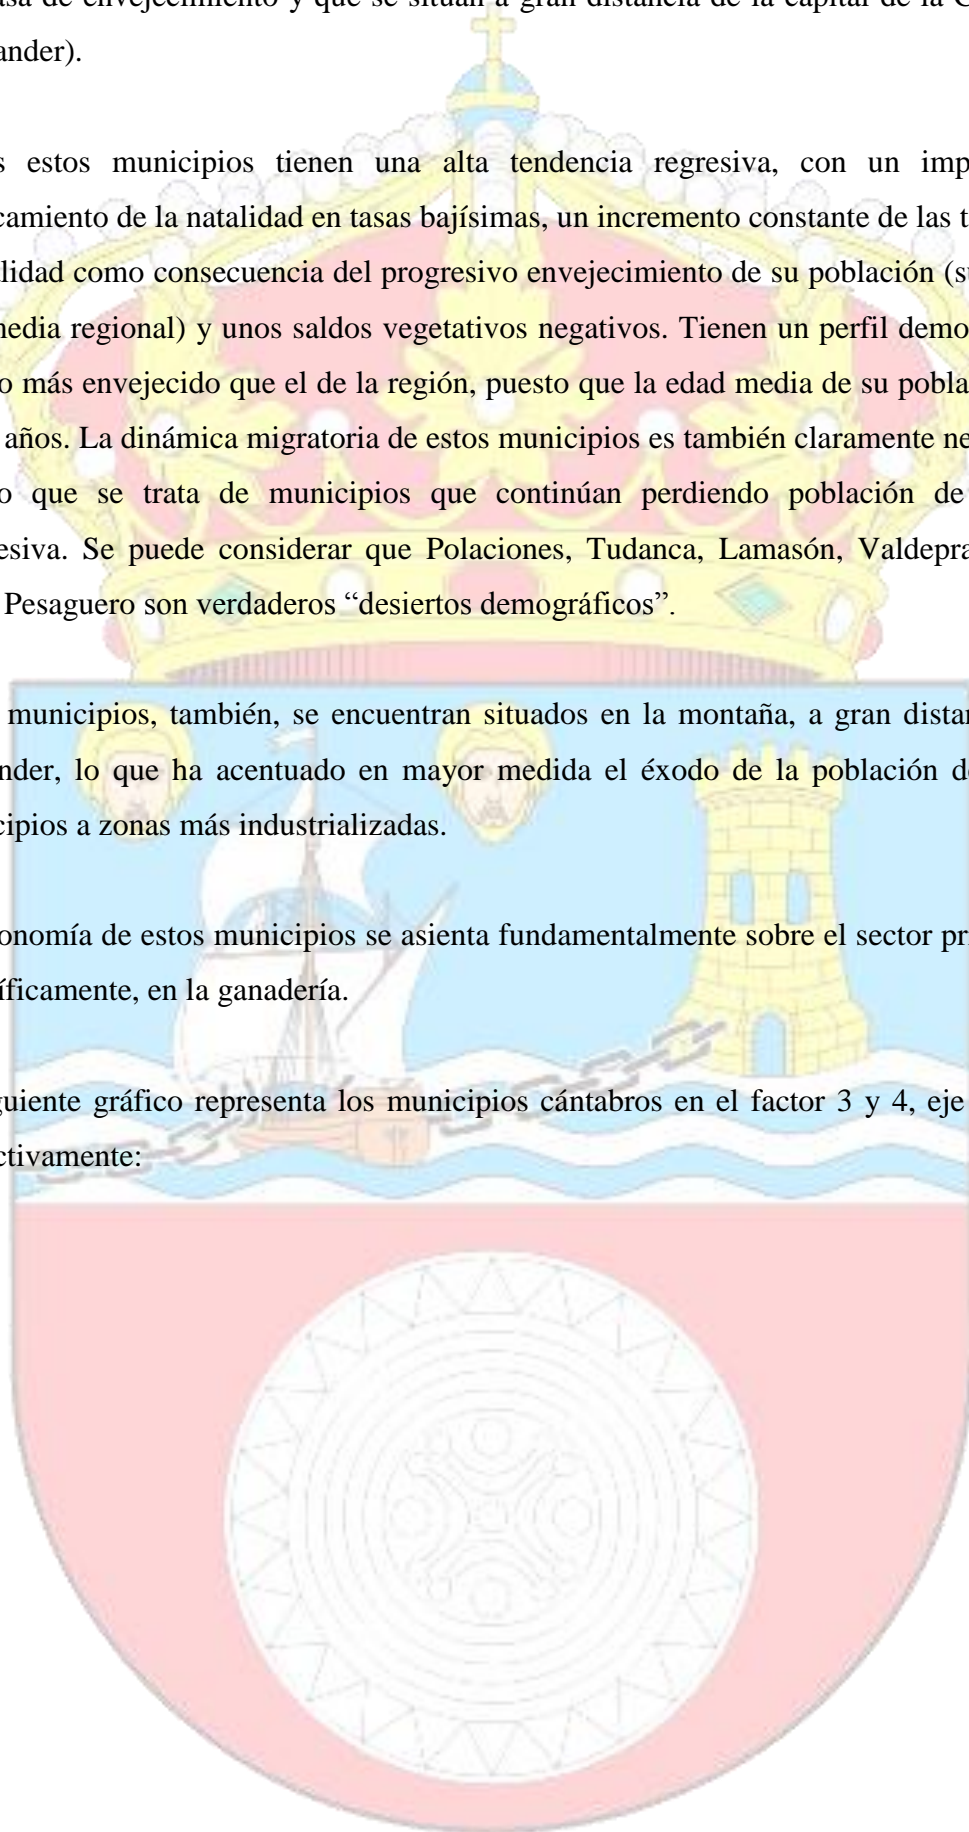 asa de envejecimiento y que se sitúan a gran distancia de la capital de la C
ander).
s estos municipios tienen una alta tendencia regresiva, con un imp
camiento de la natalidad en tasas bajísimas, un incremento constante de las t
lidad como consecuencia del progresivo envejecimiento de su población (s
media regional) y unos saldos vegetativos negativos. Tienen un perfil demo
o más envejecido que el de la región, puesto que la edad media de su pobla
años. La dinámica migratoria de estos municipios es también claramente ne
o que se trata de municipios que continúan perdiendo población de
esiva. Se puede considerar que Polaciones, Tudanca, Lamasón, Valdepra
Pesaguero son verdaderos “desiertos demográficos”.
municipios, también, se encuentran situados en la montaña, a gran distan
nder, lo que ha acentuado en mayor medida el éxodo de la población de
cipios a zonas más industrializadas.
onomía de estos municipios se asienta fundamentalmente sobre el sector pri
íficamente, en la ganadería.
guiente gráfico representa los municipios cántabros en el factor 3 y 4, eje
ctivamente: